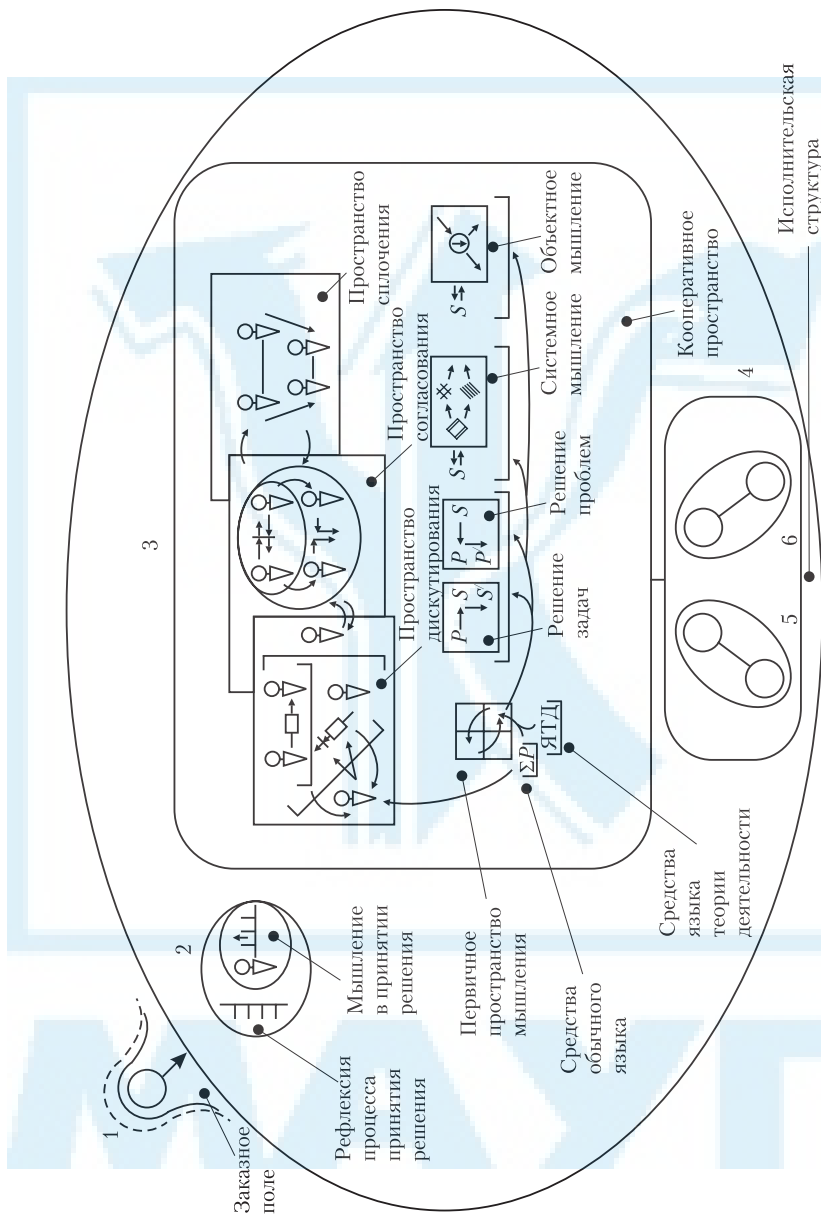 1
Заказное
поле
Рефлексия
процесса
принятия
решения
2
Мышление
в принятии
решения
3
Пространство
сплочения
Пространство
согласования
Пространство
дискутирования
P S
S'
P S
P'
S
S
Решение
задач
Решение
проблем
Системное
мышление
Объектное
мышление
ΣP
ЯТД
Первичное
пространство
мышления
Средства
обычного
языка
Средства
языка
теории
деятельности
Кооперативное
пространство
4
5
6
Исполнительская
структура
МАУТ